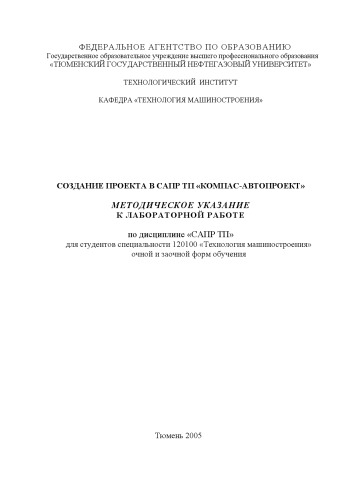 ФЕДЕРАЛЬНОЕ АГЕНТСТВО ПО ОБРАЗОВАНИЮ
Государственное образовательное учреждение высшего профессионального образования
«ТЮМЕНСКИЙ ГОСУДАРСТВЕННЫЙ НЕФТЕГАЗОВЫЙ УНИВЕРСИТЕТ»
ТЕХНОЛОГИЧЕСКИЙ ИНСТИТУТ
КАФЕДРА «ТЕХНОЛОГИЯ МАШИНОСТРОЕНИЯ»
СОЗДАНИЕ ПРОЕКТА В САПР ТП «КОМПАС-АВТОПРОЕКТ»
МЕТОДИЧЕСКОЕ УКАЗАНИЕ
К ЛАБОРАТОРНОЙ РАБОТЕ
по дисциплине «САПР ТП»
для студентов специальности 120100 «Технология машиностроения»
очной и заочной форм обучения
Тюмень 2005